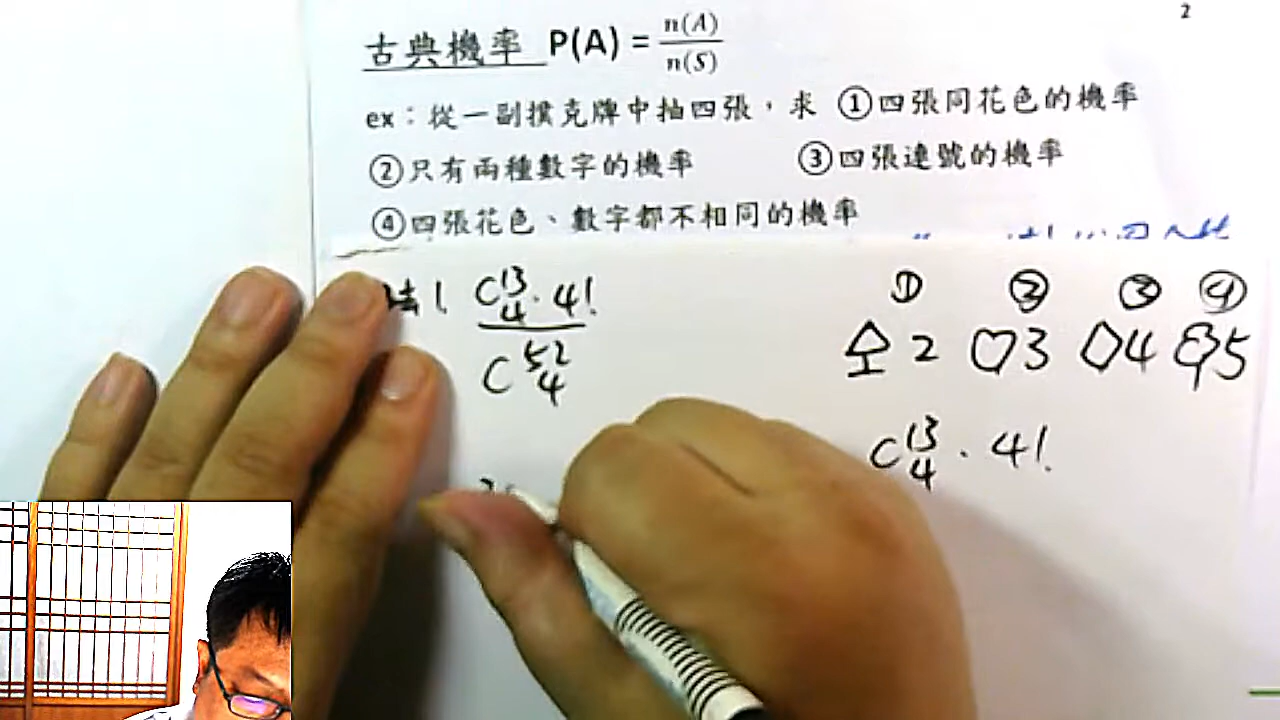 2
古典機率 P(A) = n(A)/n(S)
ex：從一副撲克牌中抽四張，求 ①四張同花色的機率
②只有兩種數字的機率 ③四張連號的機率
④四張花色、數字都不相同的機率
法1 C¹³₄ · 4!
C⁵²₄
① ② ③ ④
♤2 ♡3 ♢4 ♧5
C¹³₄ · 4!